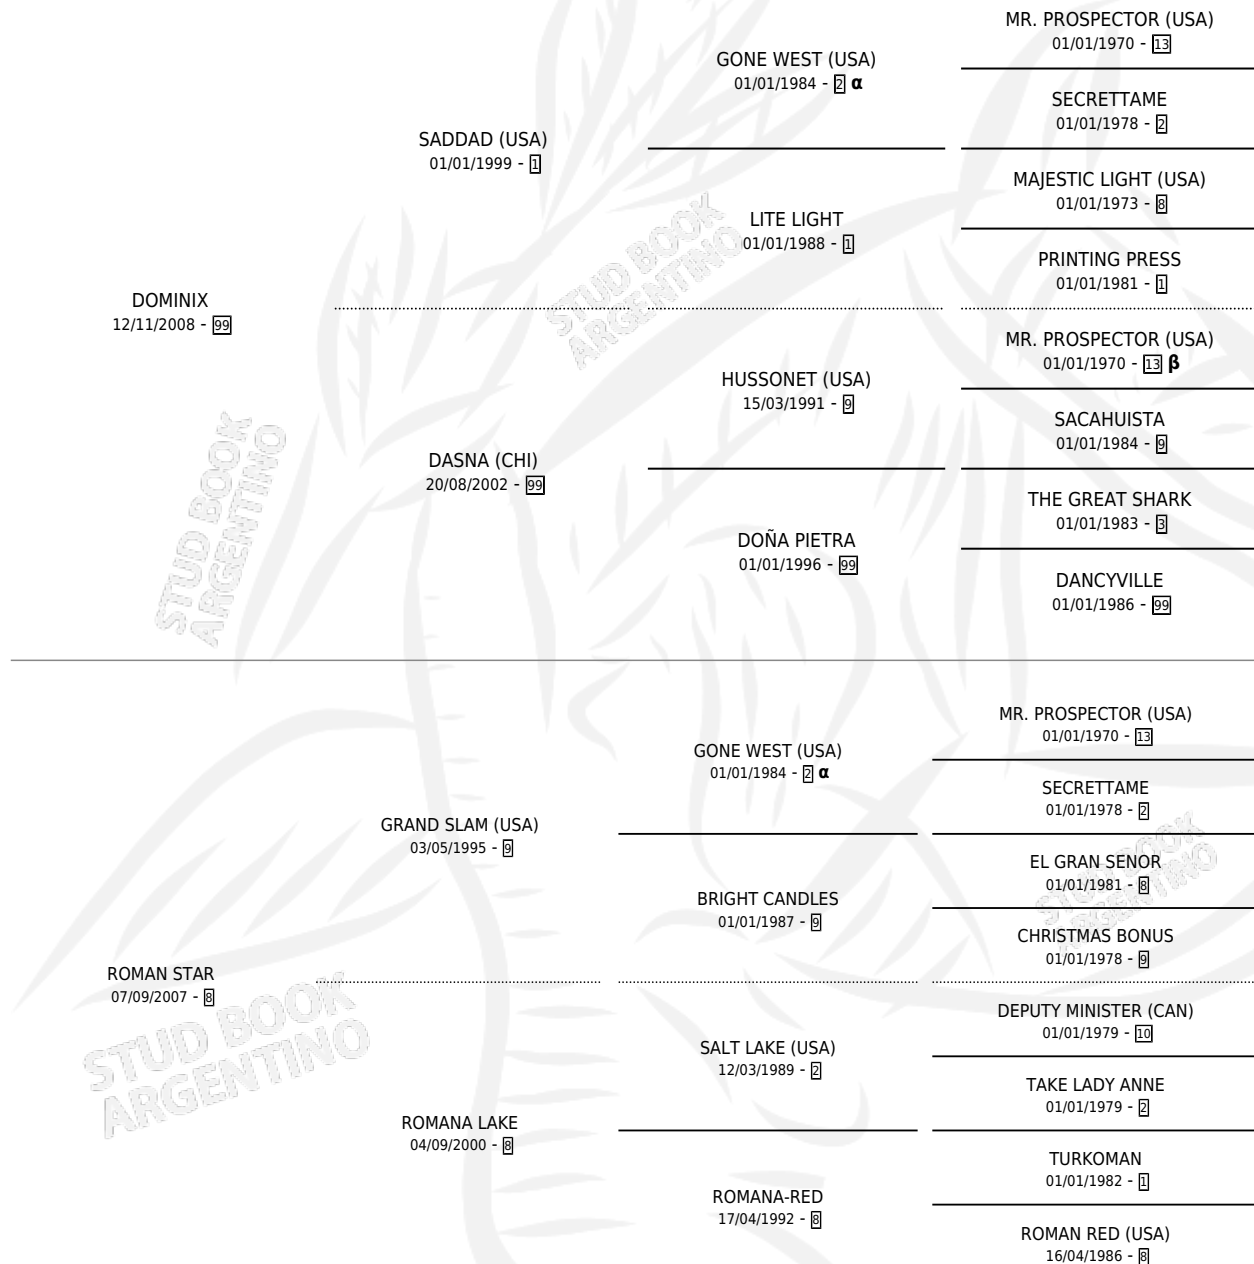 MR. PROSPECTOR (USA)
01/01/1970 - 13
GONE WEST (USA)
01/01/1984 - 2 α
SECRETTAME
01/01/1978 - 2
SADDAD (USA)
01/01/1999 - 1
MAJESTIC LIGHT (USA)
01/01/1973 - 8
LITE LIGHT
01/01/1988 - 1
PRINTING PRESS
01/01/1981 - 1
DOMINIX
12/11/2008 - 99
MR. PROSPECTOR (USA)
01/01/1970 - 13 β
HUSSONET (USA)
15/03/1991 - 9
SACAHUISTA
01/01/1984 - 9
DASNA (CHI)
20/08/2002 - 99
THE GREAT SHARK
01/01/1983 - 3
DOÑA PIETRA
01/01/1996 - 99
DANCYVILLE
01/01/1986 - 99
MR. PROSPECTOR (USA)
01/01/1970 - 13
GONE WEST (USA)
01/01/1984 - 2 α
SECRETTAME
01/01/1978 - 2
GRAND SLAM (USA)
03/05/1995 - 9
EL GRAN SENOR
01/01/1981 - 8
BRIGHT CANDLES
01/01/1987 - 9
CHRISTMAS BONUS
01/01/1978 - 9
ROMAN STAR
07/09/2007 - 8
DEPUTY MINISTER (CAN)
01/01/1979 - 10
SALT LAKE (USA)
12/03/1989 - 2
TAKE LADY ANNE
01/01/1979 - 2
ROMANA LAKE
04/09/2000 - 8
TURKOMAN
01/01/1982 - 1
ROMANA-RED
17/04/1992 - 8
ROMAN RED (USA)
16/04/1986 - 8
STUD BOOK
ARGENTINO
STUD BOOK
ARGENTINO
STUD BOOK
ARGENTINO
STUD BOOK
ARGENTINO